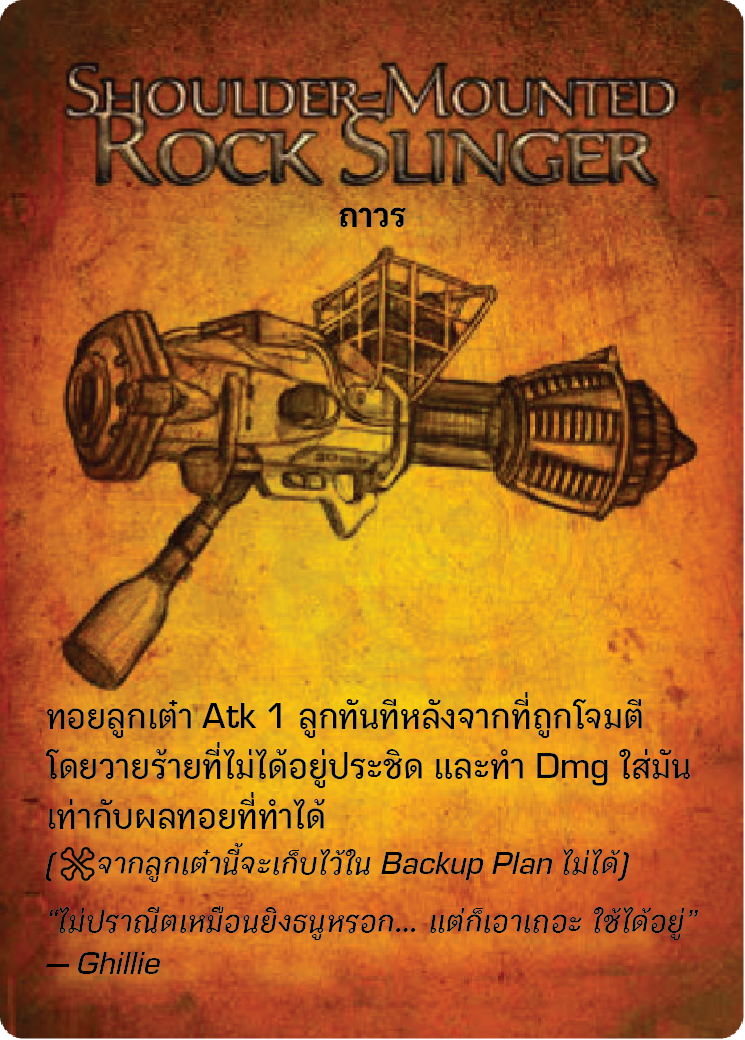 SHOULDER-MOUNTED
ROCK SLINGER
ถาวร
ทอยลูกเต๋า Atk 1 ลูกทันทีหลังจากที่ถูกโจมตี
โดยวายร้ายที่ไม่ได้อยู่ประชิด และทำ Dmg ใส่มัน
เท่ากับผลทอยที่ทำได้
(จากลูกเต๋านี้จะเก็บไว้ใน Backup Plan ไม่ได้)
“ไม่ปราณีตเหมือนยิงธนูหรอก... แต่ก็เอาเถอะ ใช้ได้อยู่”
— Ghillie